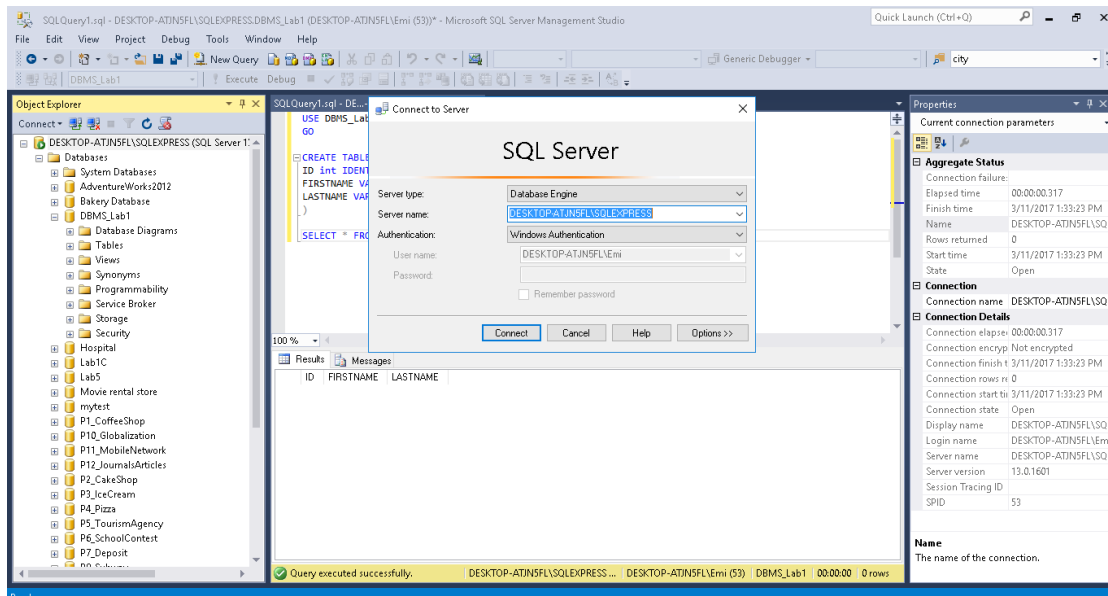 SQLQuery1.sql - DESKTOP-ATJN5FL\SQLEXPRESS.DBMS_Lab1 (DESKTOP-ATJN5FL\Emi (53))* - Microsoft SQL Server Management Studio
Quick Launch (Ctrl+Q)
File Edit View Project Debug Tools Window Help
New Query
Generic Debugger
city
DBMS_Lab1
Execute Debug
Object Explorer
Connect
DESKTOP-ATJN5FL\SQLEXPRESS (SQL Server 1
Databases
System Databases
AdventureWorks2012
Bakery Database
DBMS_Lab1
Database Diagrams
Tables
Views
Synonyms
Programmability
Service Broker
Storage
Security
Hospital
Lab1C
Lab5
Movie rental store
mytest
P1_CoffeeShop
P10_Globalization
P11_MobileNetwork
P12_JournalsArticles
P2_CakeShop
P3_IceCream
P4_Pizza
P5_TourismAgency
P6_SchoolContest
P7_Deposit
SQLQuery1.sql - DE...
USE DBMS_Lab
GO
CREATE TABLE
ID int IDENT
FIRSTNAME VA
LASTNAME VAR
)
SELECT * FRO
100 %
Results Messages
ID FIRSTNAME LASTNAME
Query executed successfully. DESKTOP-ATJN5FL\SQLEXPRESS ... DESKTOP-ATJN5FL\Emi (53) DBMS_Lab1 00:00:00 0 rows
Connect to Server
SQL Server
Server type: Database Engine
Server name: DESKTOP-ATJN5FL\SQLEXPRESS
Authentication: Windows Authentication
User name: DESKTOP-ATJN5FL\Emi
Password:
Remember password
Connect Cancel Help Options >>
Properties
Current connection parameters
Aggregate Status
Connection failure:
Elapsed time 00:00:00.317
Finish time 3/11/2017 1:33:23 PM
Name DESKTOP-ATJN5FL\SQ
Rows returned 0
Start time 3/11/2017 1:33:23 PM
State Open
Connection
Connection name DESKTOP-ATJN5FL\SQ
Connection Details
Connection elapse 00:00:00.317
Connection encryp Not encrypted
Connection finish t 3/11/2017 1:33:23 PM
Connection rows re 0
Connection start tii 3/11/2017 1:33:23 PM
Connection state Open
Display name DESKTOP-ATJN5FL\SQ
Login name DESKTOP-ATJN5FL\Em
Server name DESKTOP-ATJN5FL\SQ
Server version 13.0.1601
Session Tracing ID
SPID 53
Name
The name of the connection.